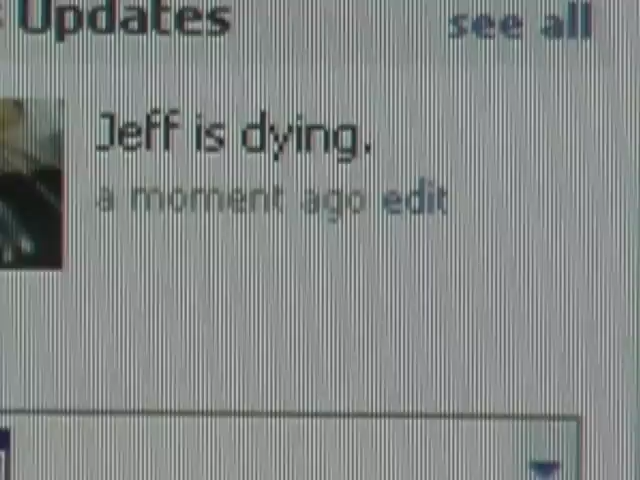 Updates see all
Jeff is dying.
a moment ago edit